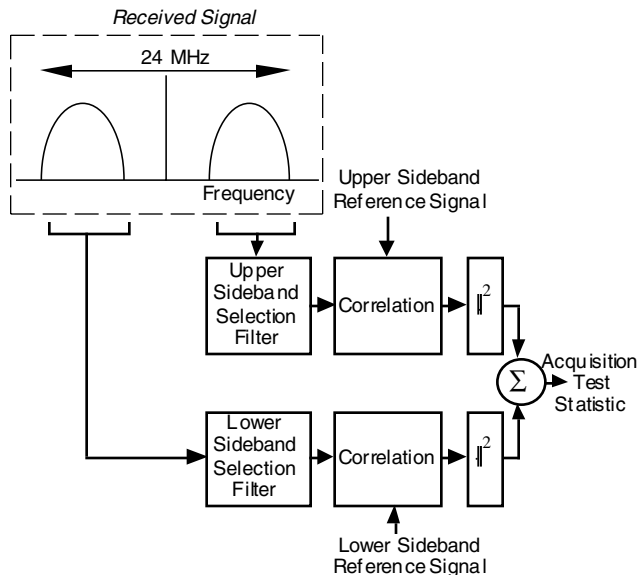 Received Signal
24 MHz
Frequency
Upper Sideband
Reference Signal
Upper
Sideband
Selection
Filter
Correlation
||²
Σ
Acquisition
Test
Statistic
Lower
Sideband
Selection
Filter
Correlation
||²
Lower Sideband
Reference Signal